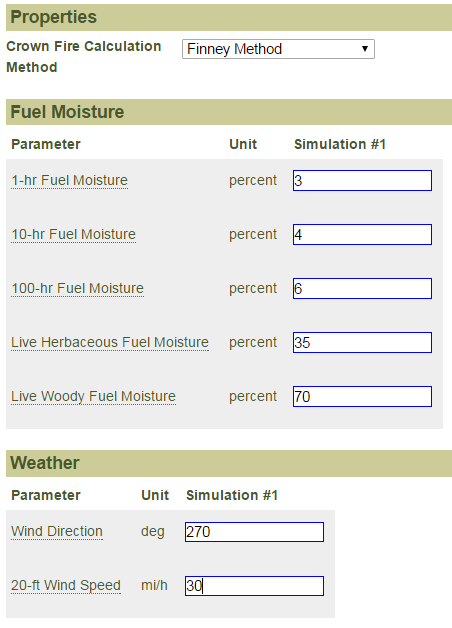 Properties
Crown Fire Calculation Finney Method
Method
Fuel Moisture
Parameter Unit Simulation #1
1-hr Fuel Moisture percent 3
10-hr Fuel Moisture percent 4
100-hr Fuel Moisture percent 6
Live Herbaceous Fuel Moisture percent 35
Live Woody Fuel Moisture percent 70
Weather
Parameter Unit Simulation #1
Wind Direction deg 270
20-ft Wind Speed mi/h 30